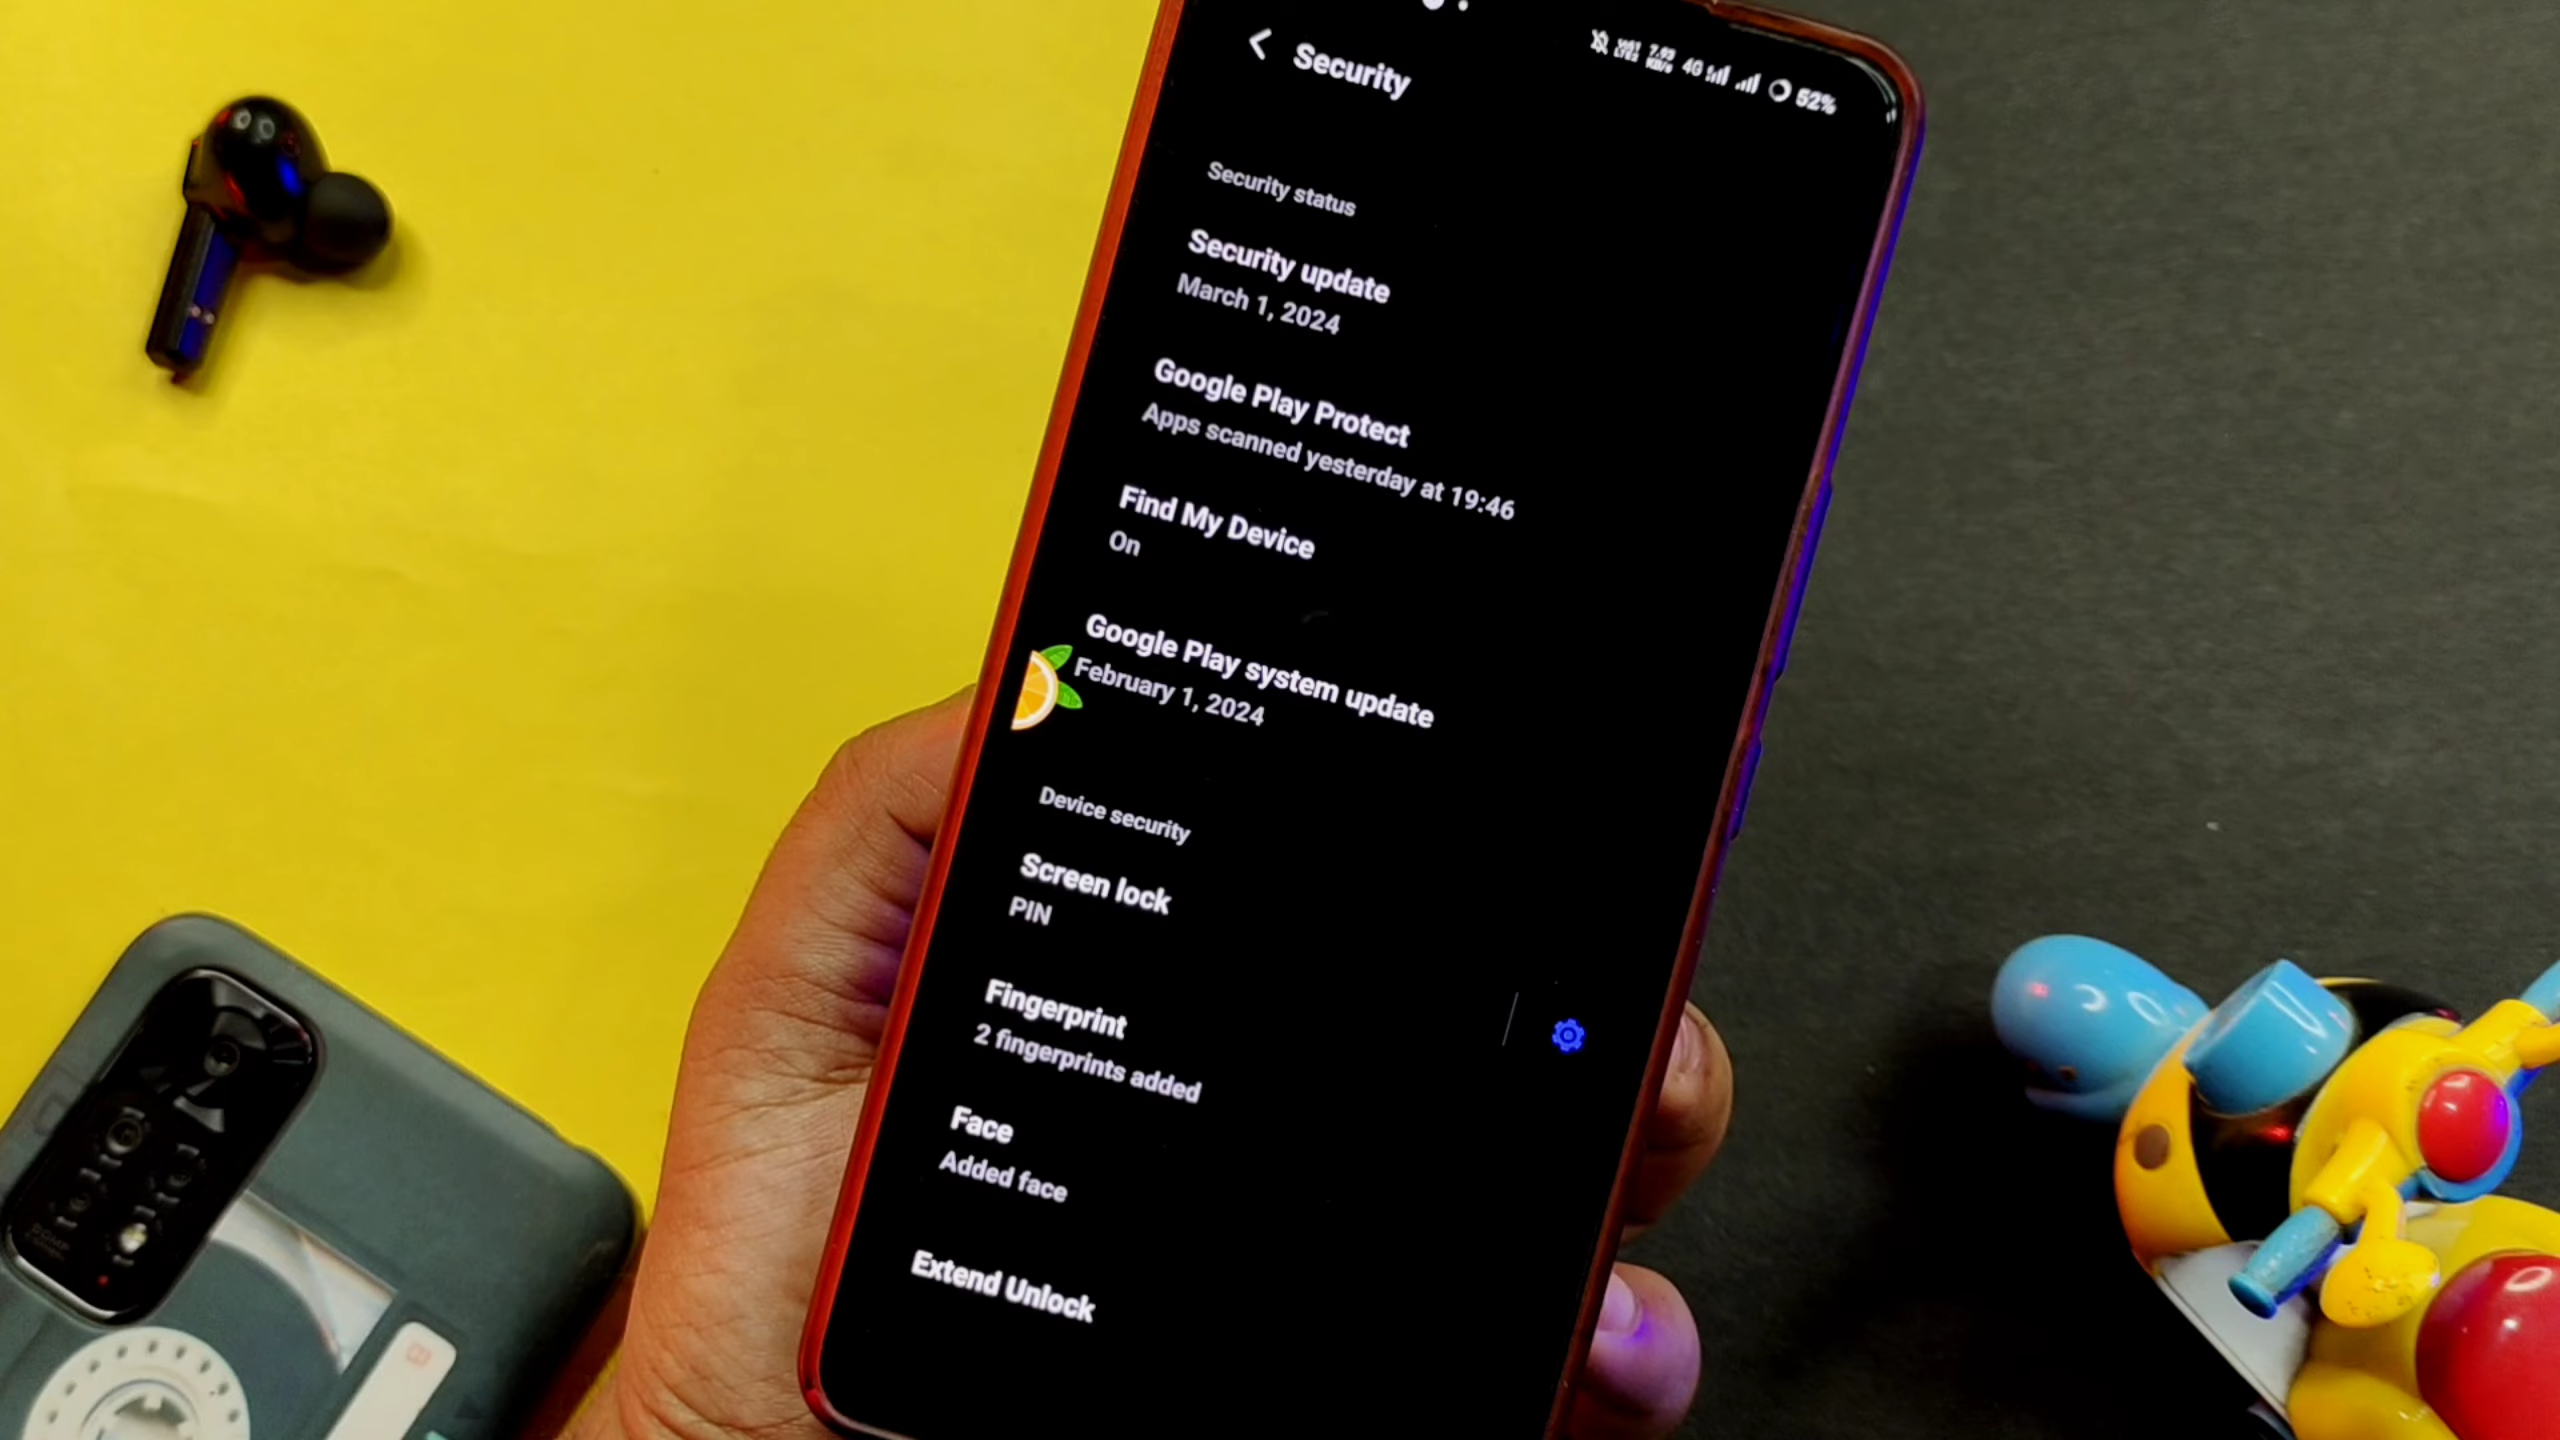 Security
4G 52%
Security status
Security update
March 1, 2024
Google Play Protect
Apps scanned yesterday at 19:46
Find My Device
On
Google Play system update
February 1, 2024
Device security
Screen lock
PIN
Fingerprint
2 fingerprints added
Face
Added face
Extend Unlock